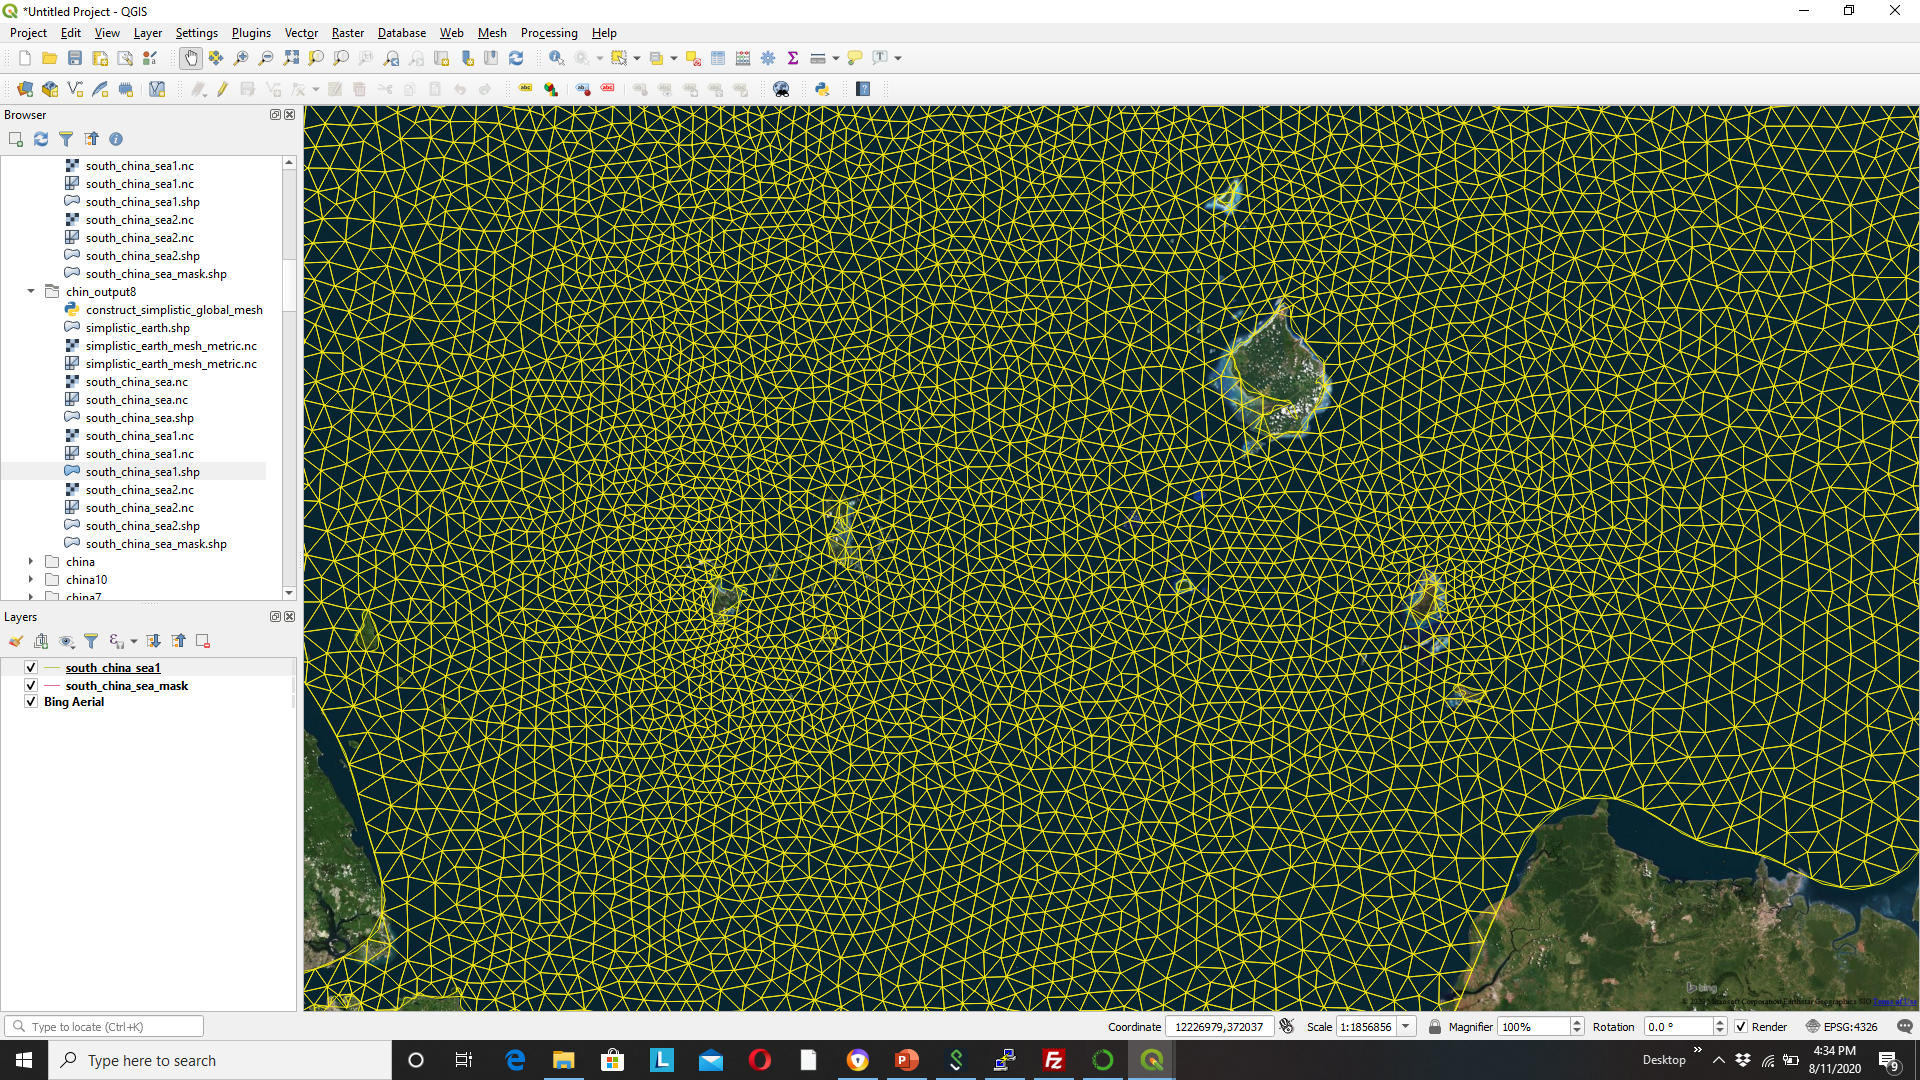 *Untitled Project - QGIS
Project Edit View Layer Settings Plugins Vector Raster Database Web Mesh Processing Help
Browser
south_china_sea1.nc
south_china_sea1.nc
south_china_sea1.shp
south_china_sea2.nc
south_china_sea2.nc
south_china_sea2.shp
south_china_sea_mask.shp
chin_output8
construct_simplistic_global_mesh
simplistic_earth.shp
simplistic_earth_mesh_metric.nc
simplistic_earth_mesh_metric.nc
south_china_sea.nc
south_china_sea.nc
south_china_sea.shp
south_china_sea1.nc
south_china_sea1.nc
south_china_sea1.shp
south_china_sea2.nc
south_china_sea2.nc
south_china_sea2.shp
south_china_sea_mask.shp
china
china10
china7
Layers
south_china_sea1
south_china_sea_mask
Bing Aerial
bing
Type to locate (Ctrl+K)
Coordinate 12226979,372037 Scale 1:1856856 Magnifier 100% Rotation 0.0 ° Render EPSG:4326
Type here to search
Desktop
4:34 PM
8/11/2020
9